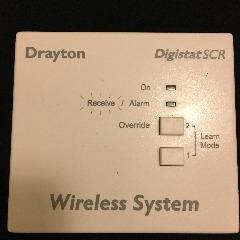 Drayton DigistatSCR
On
Receive / Alarm
Override 2
Learn
Mode
1
Wireless System